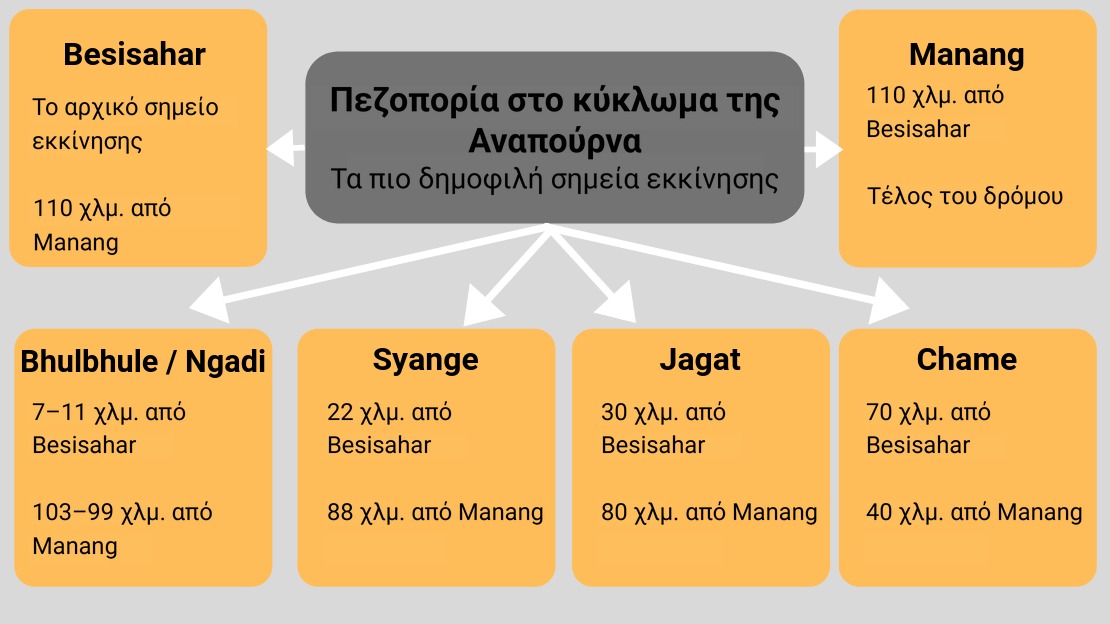 Besisahar
Το αρχικό σημείο
εκκίνησης
110 χλμ. από
Manang
Πεζοπορία στο κύκλωμα της
Αναπούρνα
Τα πιο δημοφιλή σημεία εκκίνησης
Manang
110 χλμ. από
Besisahar
Τέλος του δρόμου
Bhulbhule / Ngadi
7–11 χλμ. από
Besisahar
103–99 χλμ. από
Manang
Syange
22 χλμ. από
Besisahar
88 χλμ. από Manang
Jagat
30 χλμ. από
Besisahar
80 χλμ. από Manang
Chame
70 χλμ. από
Besisahar
40 χλμ. από Manang